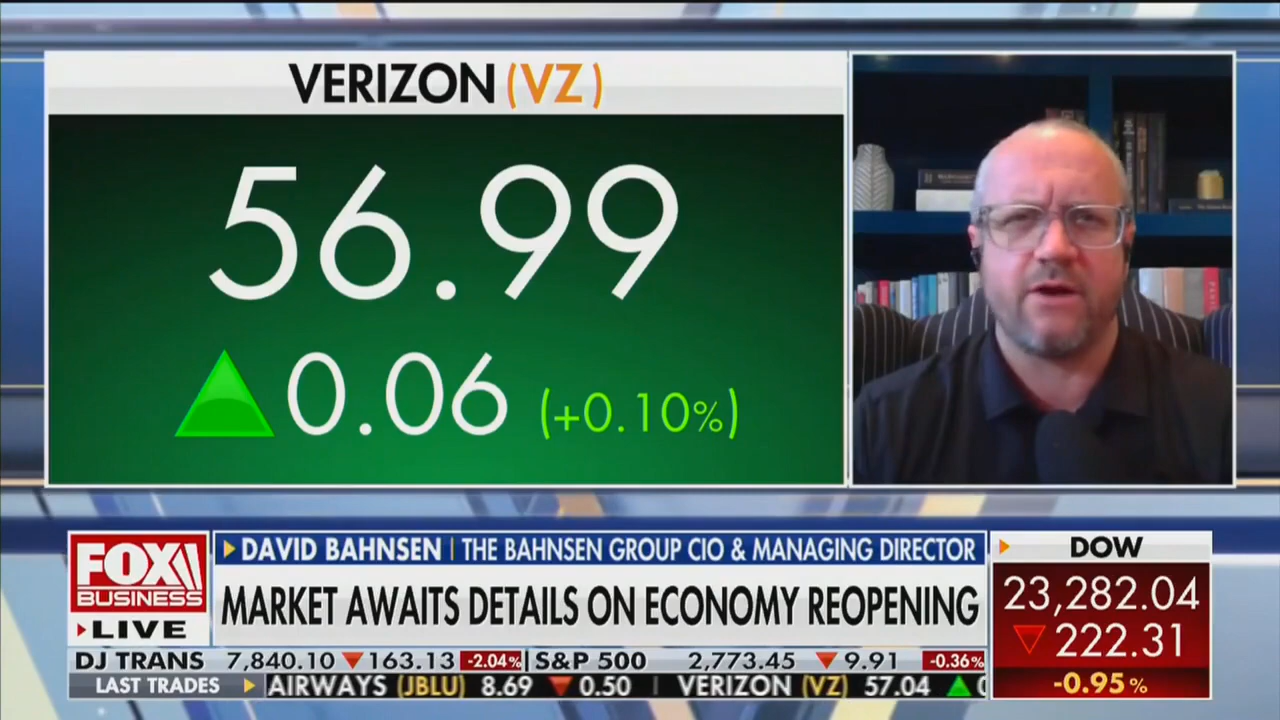 VERIZON (VZ)
56.99
▲ 0.06 (+0.10%)
FOX
BUSINESS
LIVE
DAVID BAHNSEN | THE BAHNSEN GROUP CIO & MANAGING DIRECTOR
MARKET AWAITS DETAILS ON ECONOMY REOPENING
DOW
23,282.04
▼ 222.31
-0.95%
DJ TRANS 7,840.10 ▼ 163.13 -2.04% S&P 500 2,773.45 ▼ 9.91 -0.36%
LAST TRADES AIRWAYS (JBLU) 8.69 ▼ 0.50 | VERIZON (VZ) 57.04 ▲